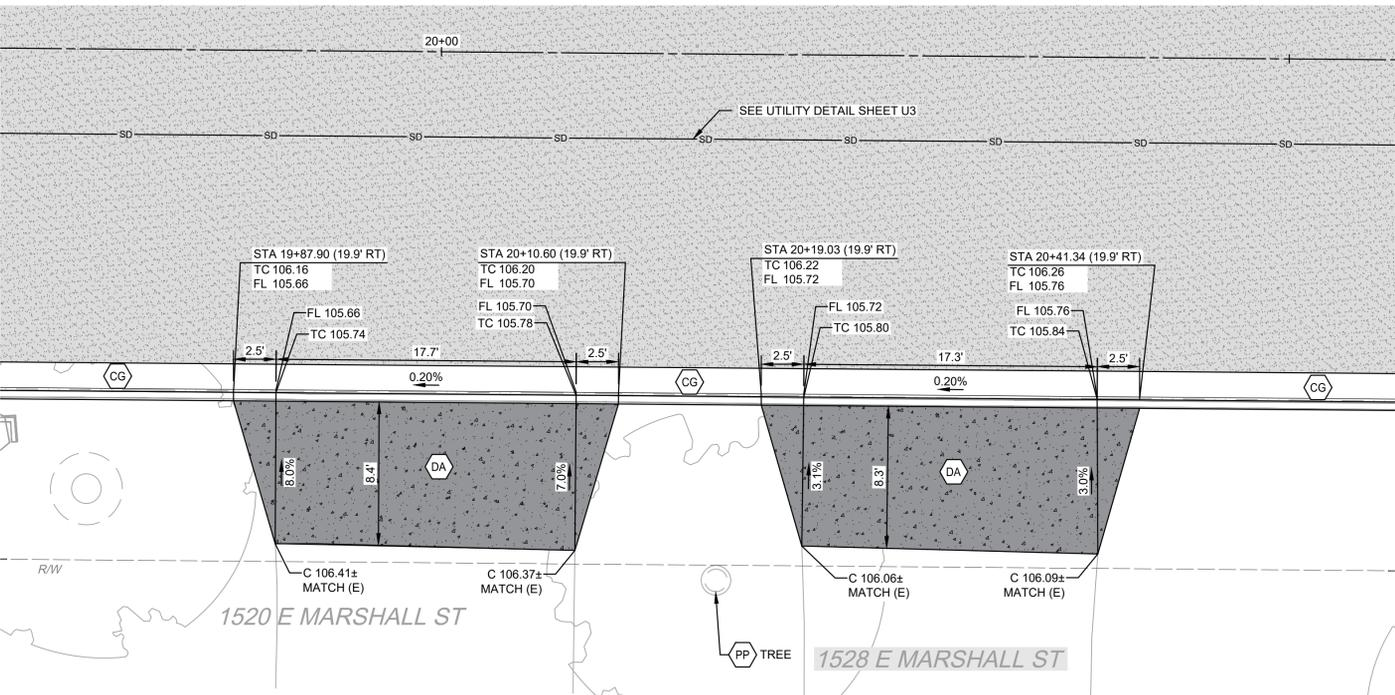 20+00
SEE UTILITY DETAIL SHEET U3
SD SD SD SD SD SD SD SD SD
STA 19+87.90 (19.9' RT)
TC 106.16
FL 105.66
FL 105.66
TC 105.74
STA 20+10.60 (19.9' RT)
TC 106.20
FL 105.70
FL 105.70
TC 105.78
STA 20+19.03 (19.9' RT)
TC 106.22
FL 105.72
FL 105.72
TC 105.80
STA 20+41.34 (19.9' RT)
TC 106.26
FL 105.76
FL 105.76
TC 105.84
2.5' 17.7' 2.5' 2.5' 17.3' 2.5'
CG 0.20% CG 0.20% CG
8.0% 8.4' DA 7.0% 3.1% 8.3' DA 3.0%
R/W
C 106.41±
MATCH (E)
C 106.37±
MATCH (E)
C 106.06±
MATCH (E)
C 106.09±
MATCH (E)
1520 E MARSHALL ST
PP TREE
1528 E MARSHALL ST